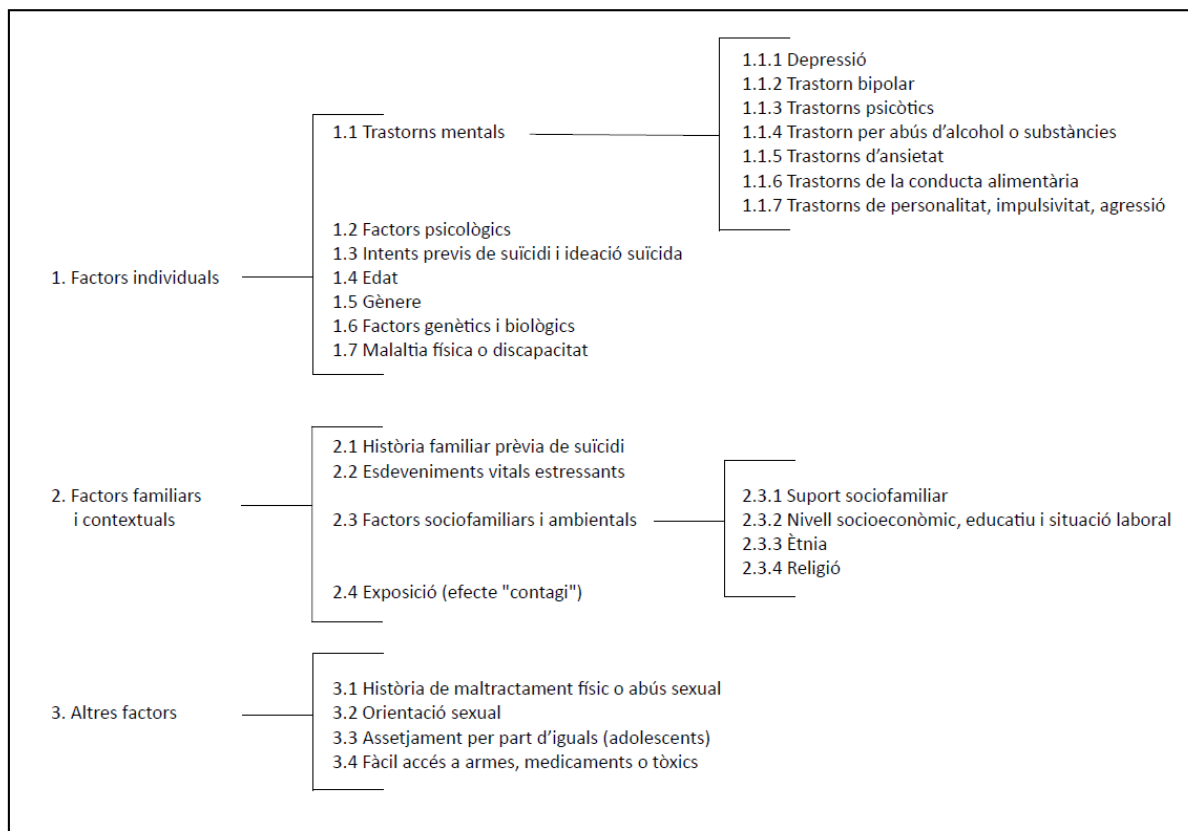 1. Factors individuals
1.1 Trastorns mentals
1.1.1 Depressió
1.1.2 Trastorn bipolar
1.1.3 Trastorns psicòtics
1.1.4 Trastorn per abús d’alcohol o substàncies
1.1.5 Trastorns d’ansietat
1.1.6 Trastorns de la conducta alimentària
1.1.7 Trastorns de personalitat, impulsivitat, agressió
1.2 Factors psicològics
1.3 Intents previs de suïcidi i ideació suïcida
1.4 Edat
1.5 Gènere
1.6 Factors genètics i biològics
1.7 Malaltia física o discapacitat
2. Factors familiars
i contextuals
2.1 Història familiar prèvia de suïcidi
2.2 Esdeveniments vitals estressants
2.3 Factors sociofamiliars i ambientals
2.3.1 Suport sociofamiliar
2.3.2 Nivell socioeconòmic, educatiu i situació laboral
2.3.3 Ètnia
2.3.4 Religió
2.4 Exposició (efecte "contagi")
3. Altres factors
3.1 Història de maltractament físic o abús sexual
3.2 Orientació sexual
3.3 Assetjament per part d’iguals (adolescents)
3.4 Fàcil accés a armes, medicaments o tòxics